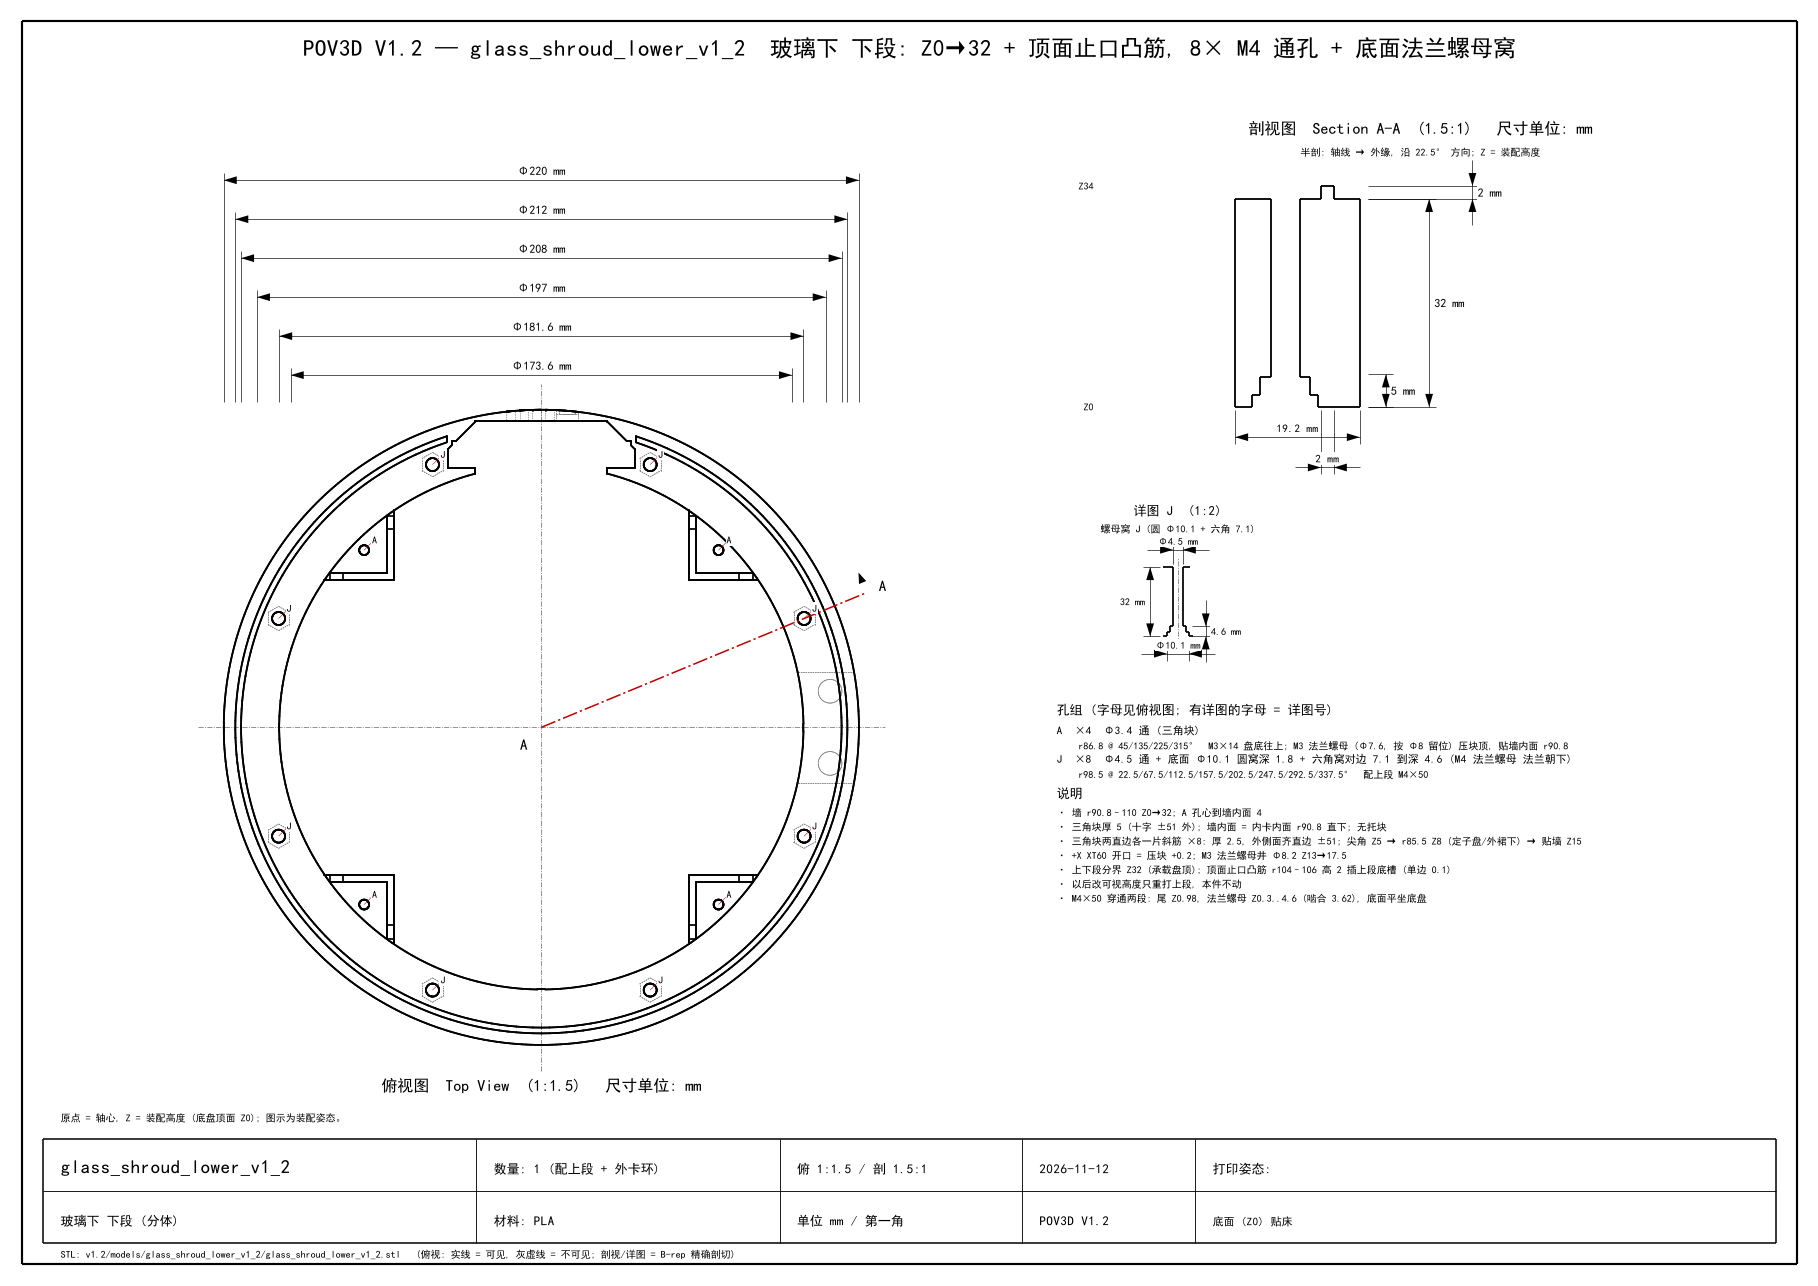 POV3D V1.2 — glass_shroud_lower_v1_2 玻璃下 下段: Z0→32 + 顶面止口凸筋, 8× M4 通孔 + 底面法兰螺母窝
剖视图 Section A-A (1.5:1) 尺寸单位: mm
半剖: 轴线 → 外缘, 沿 22.5° 方向; Z = 装配高度
Φ220 mm
Φ212 mm
Φ208 mm
Φ197 mm
Φ181.6 mm
Φ173.6 mm
Z34
2 mm
32 mm
5 mm
Z0
19.2 mm
2 mm
J
J
A
A
J
J
A
A
J
J
A
A
J
J
详图 J (1:2)
螺母窝 J (圆 Φ10.1 + 六角 7.1)
Φ4.5 mm
32 mm
4.6 mm
Φ10.1 mm
孔组 (字母见俯视图; 有详图的字母 = 详图号)
A ×4 Φ3.4 通 (三角块)
r86.8 @ 45/135/225/315° M3×14 盘底往上; M3 法兰螺母 (Φ7.6, 按 Φ8 留位) 压块顶, 贴墙内面 r90.8
J ×8 Φ4.5 通 + 底面 Φ10.1 圆窝深 1.8 + 六角窝对边 7.1 到深 4.6 (M4 法兰螺母 法兰朝下)
r98.5 @ 22.5/67.5/112.5/157.5/202.5/247.5/292.5/337.5° 配上段 M4×50
说明
· 墙 r90.8–110 Z0→32; A 孔心到墙内面 4
· 三角块厚 5 (十字 ±51 外); 墙内面 = 内卡内面 r90.8 直下; 无托块
· 三角块两直边各一片斜筋 ×8: 厚 2.5, 外侧面齐直边 ±51; 尖角 Z5 → r85.5 Z8 (定子盘/外裙下) → 贴墙 Z15
· +X XT60 开口 = 压块 +0.2; M3 法兰螺母井 Φ8.2 Z13→17.5
· 上下段分界 Z32 (承载盘顶); 顶面止口凸筋 r104–106 高 2 插上段底槽 (单边 0.1)
· 以后改可视高度只重打上段, 本件不动
· M4×50 穿通两段: 尾 Z0.98, 法兰螺母 Z0.3..4.6 (啮合 3.62), 底面平坐底盘
俯视图 Top View (1:1.5) 尺寸单位: mm
原点 = 轴心, Z = 装配高度 (底盘顶面 Z0); 图示为装配姿态。
glass_shroud_lower_v1_2
数量: 1 (配上段 + 外卡环)
俯 1:1.5 / 剖 1.5:1
2026-11-12
打印姿态:
玻璃下 下段 (分体)
材料: PLA
单位 mm / 第一角
POV3D V1.2
底面 (Z0) 贴床
STL: v1.2/models/glass_shroud_lower_v1_2/glass_shroud_lower_v1_2.stl (俯视: 实线 = 可见, 灰虚线 = 不可见; 剖视/详图 = B-rep 精确剖切)